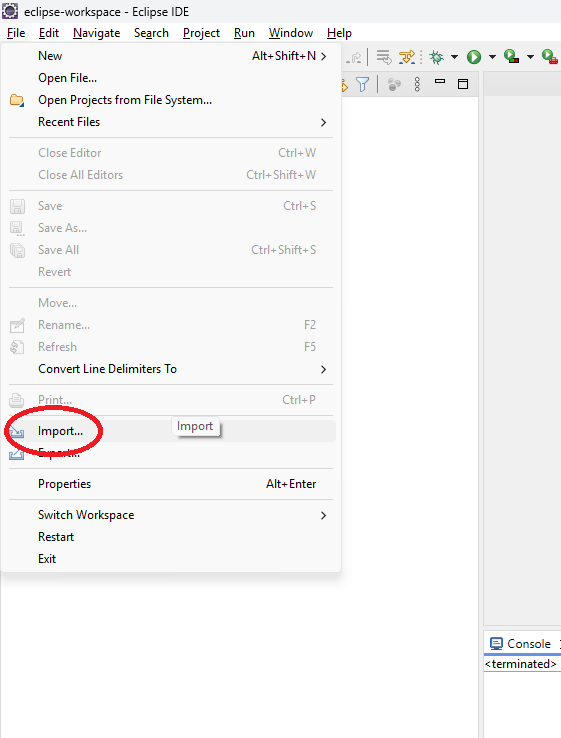 eclipse-workspace - Eclipse IDE
File Edit Navigate Search Project Run Window Help
New Alt+Shift+N
Open File...
Open Projects from File System...
Recent Files
Close Editor Ctrl+W
Close All Editors Ctrl+Shift+W
Save Ctrl+S
Save As...
Save All Ctrl+Shift+S
Revert
Move...
Rename... F2
Refresh F5
Convert Line Delimiters To
Print... Ctrl+P
Import... Import
Export...
Properties Alt+Enter
Switch Workspace
Restart
Exit
Console
<terminated>